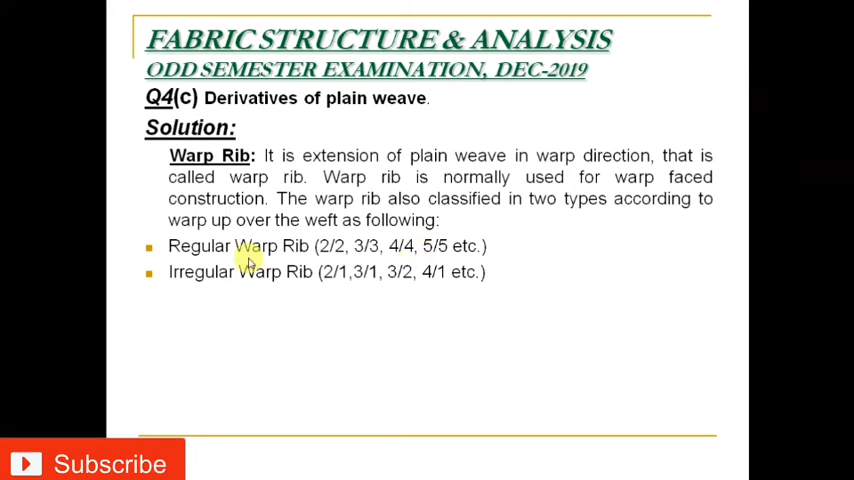 FABRIC STRUCTURE & ANALYSIS
ODD SEMESTER EXAMINATION, DEC-2019
Q4(c) Derivatives of plain weave.
Solution:
Warp Rib: It is extension of plain weave in warp direction, that is
called warp rib. Warp rib is normally used for warp faced
construction. The warp rib also classified in two types according to
warp up over the weft as following:
Regular Warp Rib (2/2, 3/3, 4/4, 5/5 etc.)
Irregular Warp Rib (2/1,3/1, 3/2, 4/1 etc.)
Subscribe